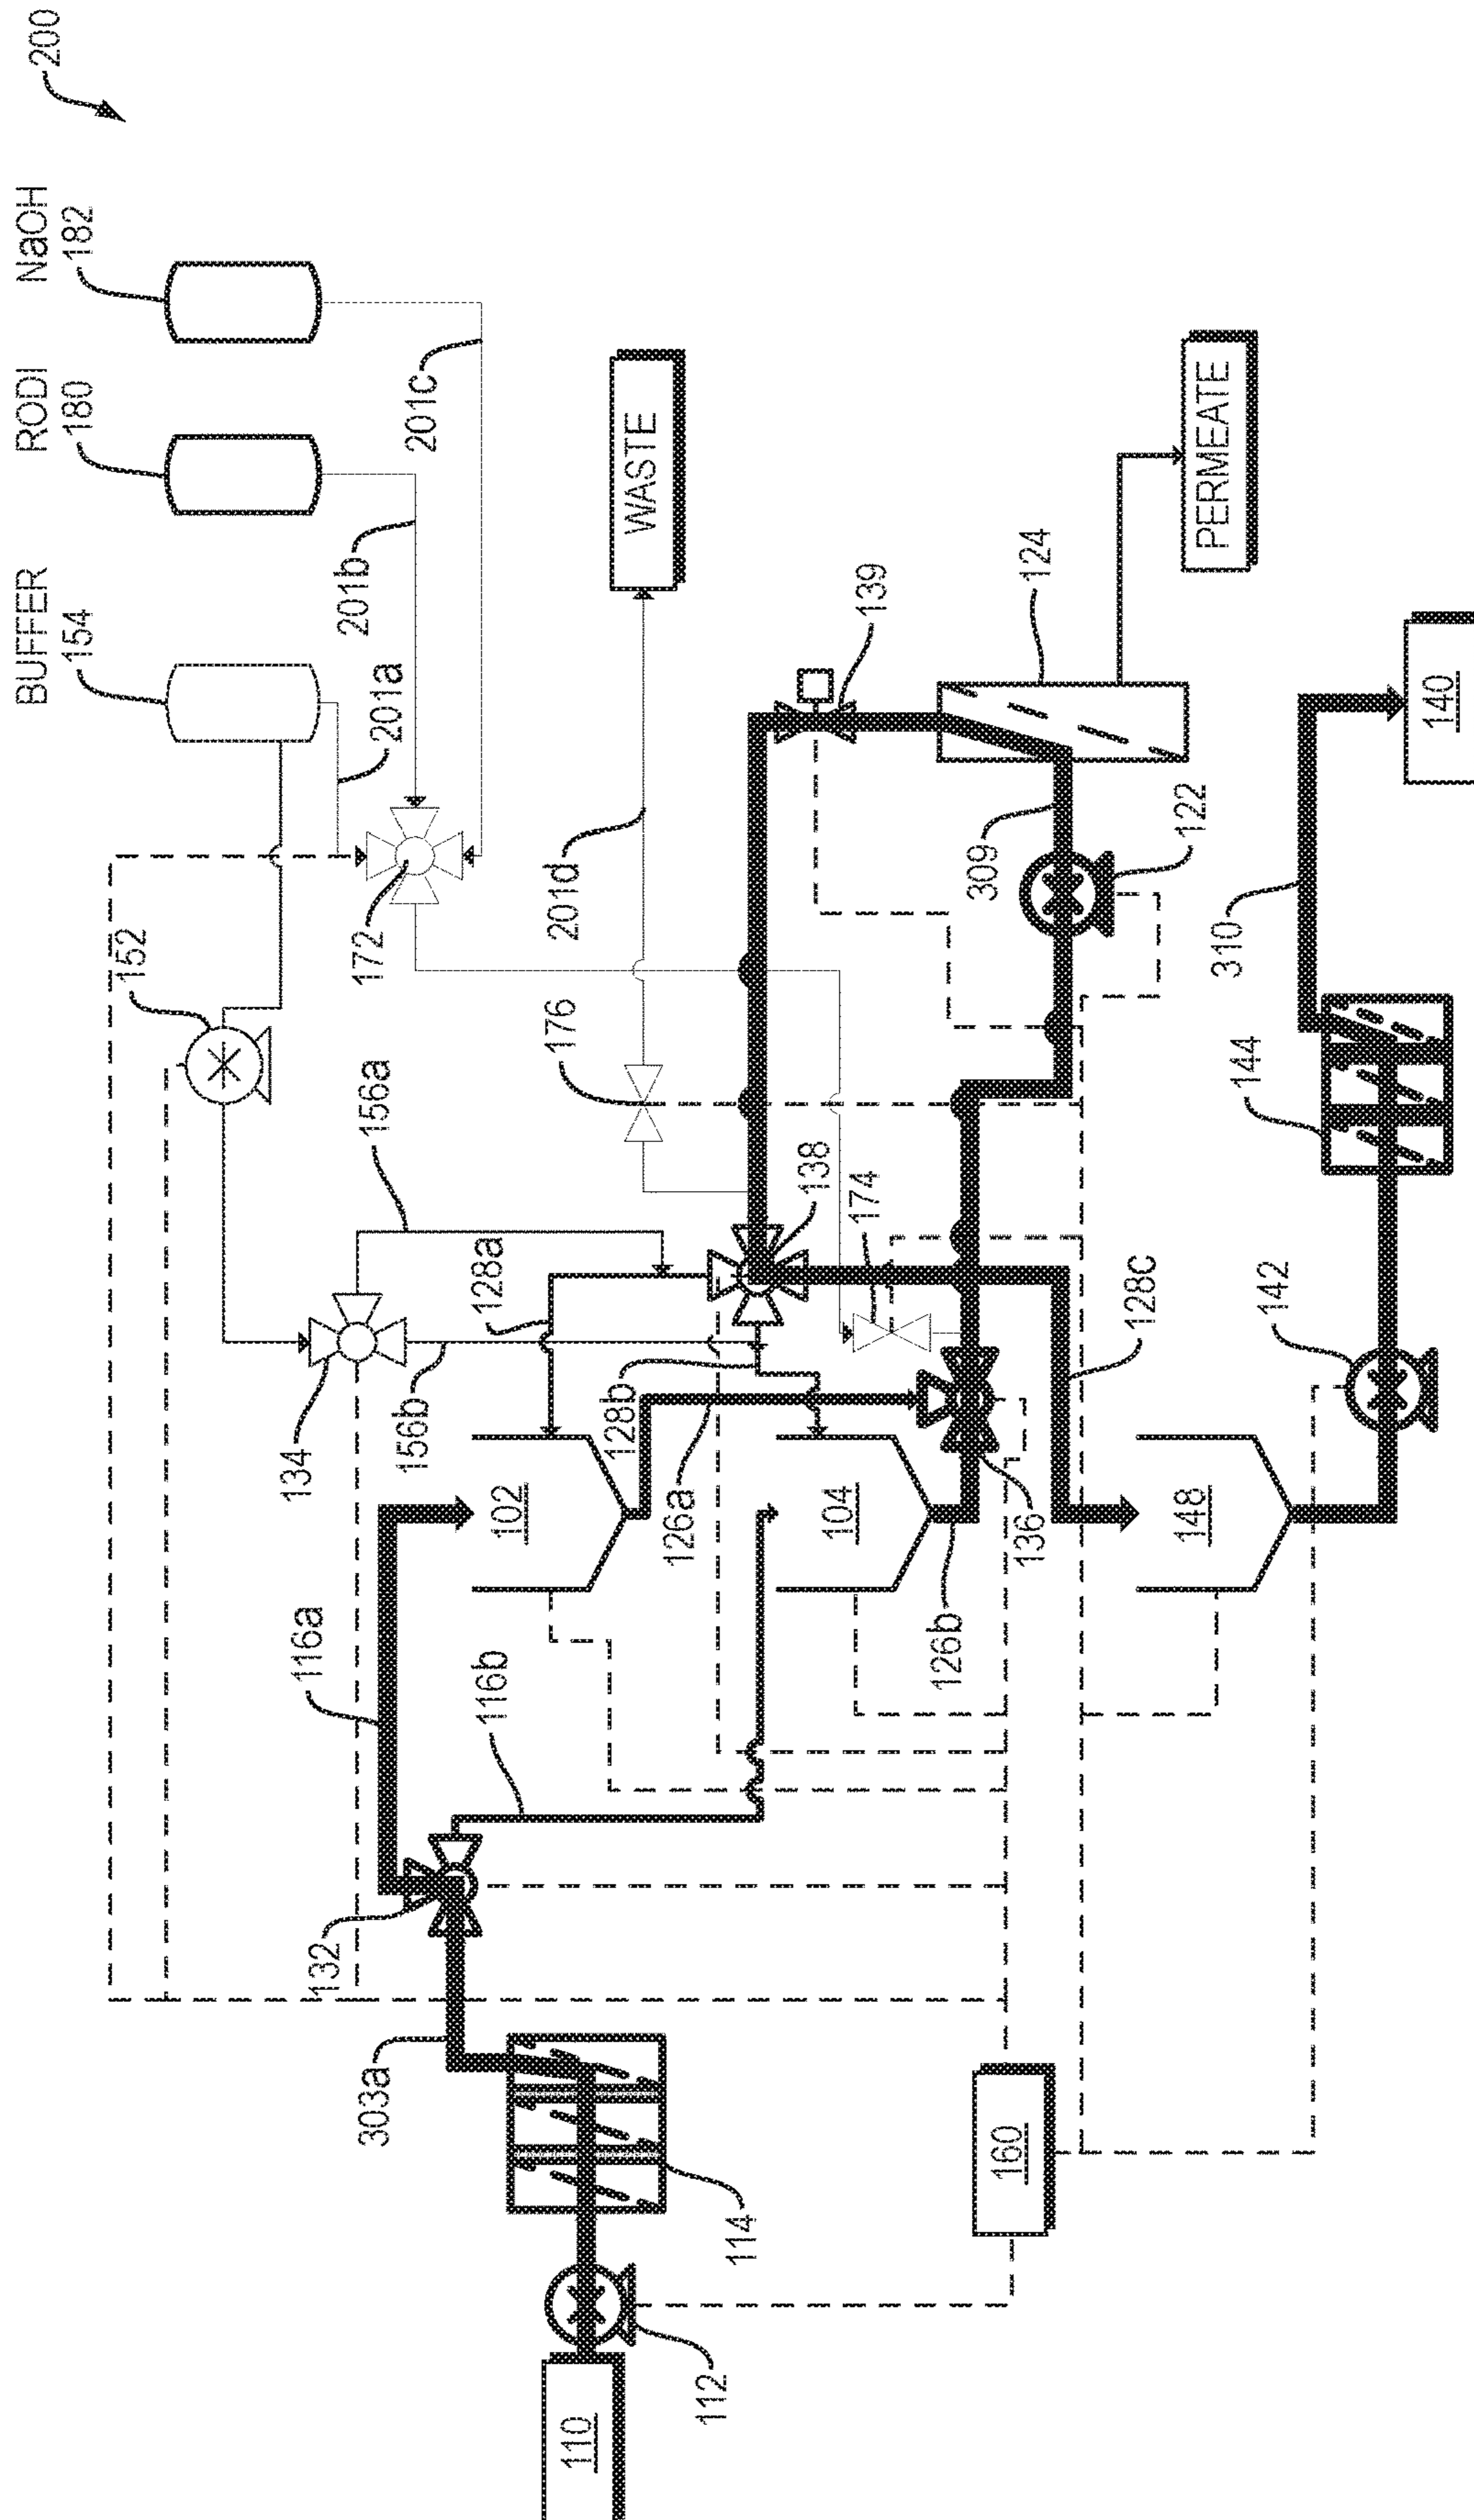 200
BUFFER
154
RODI
180
NaOH
182
152
201a
201b
201c
172
WASTE
201d
176
156a
134
156b
128a
138
174
139
124
PERMEATE
128b
102
126a
116a
116b
132
303a
104
136
126b
309
122
128c
148
142
144
310
140
110
112
114
160